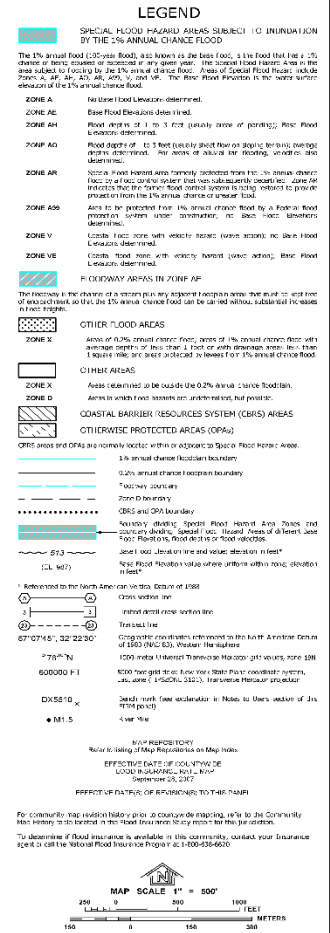 LEGEND
SPECIAL FLOOD HAZARD AREAS SUBJECT TO INUNDATION
BY THE 1% ANNUAL CHANCE FLOOD
The 1% annual flood (100-year flood), also known as the base flood, is the flood that has a 1%
chance of being equaled or exceeded in any given year. The Special Flood Hazard Area is the
area subject to flooding by the 1% annual chance flood. Areas of Special Flood Hazard include
Zones A, AE, AH, AO, AR, A99, V, and VE. The Base Flood Elevation is the water-surface
elevation of the 1% annual chance flood.
ZONE A No Base Flood Elevations determined.
ZONE AE Base Flood Elevations determined.
ZONE AH Flood depths of 1 to 3 feet (usually areas of ponding); Base Flood
Elevations determined.
ZONE AO Flood depths of to 3 feet (usually sheet flow on sloping terrain); average
depths determined. For areas of alluvial fan flooding, velocities also
determined.
ZONE AR Special Flood Hazard Area formerly protected from the 1% annual chance
flood by a flood control system that was subsequently decertified. Zone AR
indicates that the former flood control system is being restored to provide
protection from the 1% annual chance or greater flood.
ZONE A99 Area to be protected from 1% annual chance flood by a Federal flood
protection system under construction; no Base Flood Elevations
determined.
ZONE V Coastal flood zone with velocity hazard (wave action); no Base Flood
Elevations determined.
ZONE VE Coastal flood zone with velocity hazard (wave action); Base Flood
Elevations determined.
FLOODWAY AREAS IN ZONE AE
The floodway is the channel of a stream plus any adjacent floodplain areas that must be kept free
of encroachment so that the 1% annual chance flood can be carried without substantial increases
in flood heights.
OTHER FLOOD AREAS
ZONE X Areas of 0.2% annual chance flood; areas of 1% annual chance flood with
average depths of less than 1 foot or with drainage areas less than
1 square mile; and areas protected by levees from 1% annual chance flood.
OTHER AREAS
ZONE X Areas determined to be outside the 0.2% annual chance floodplain.
ZONE D Areas in which flood hazards are undetermined, but possible.
COASTAL BARRIER RESOURCES SYSTEM (CBRS) AREAS
OTHERWISE PROTECTED AREAS (OPAs)
CBRS areas and OPAs are normally located within or adjacent to Special Flood Hazard Areas.
1% annual chance floodplain boundary
0.2% annual chance floodplain boundary
Floodway boundary
Zone D boundary
CBRS and OPA boundary
Boundary dividing Special Flood Hazard Area Zones and
boundary dividing Special Flood Hazard Areas of different Base
Flood Elevations, flood depths or flood velocities.
513 Base Flood Elevation line and value; elevation in feet*
(EL 987) Base Flood Elevation value where uniform within zone; elevation
in feet*
* Referenced to the North American Vertical Datum of 1988
A A Cross section line
3 3 Limited detail cross section line
23 23 Transect line
87°07'45", 32°22'30" Geographic coordinates referenced to the North American Datum
of 1983 (NAD 83), Western Hemisphere
N 1000-meter Universal Transverse Mercator grid values, zone 18N
600000 FT 5000-foot grid ticks: New York State Plane coordinate system,
Transverse Mercator projection
DX5510 x Bench mark (see explanation in Notes to Users section of this
FIRM panel)
M1.5 River Mile
MAP REPOSITORY
Refer to listing of Map Repositories on Map Index
EFFECTIVE DATE OF COUNTYWIDE
FLOOD INSURANCE RATE MAP
September 28, 2007
EFFECTIVE DATE(S) OF REVISION(S) TO THIS PANEL
For community map revision history prior to countywide mapping, refer to the Community
Map History table located in the Flood Insurance Study report for this jurisdiction.
To determine if flood insurance is available in this community, contact your Insurance
agent or call the National Flood Insurance Program at 1-800-638-6620.
N
MAP SCALE 1" = 500'
250 0 500 1000
FEET
METERS
150 0 150 300